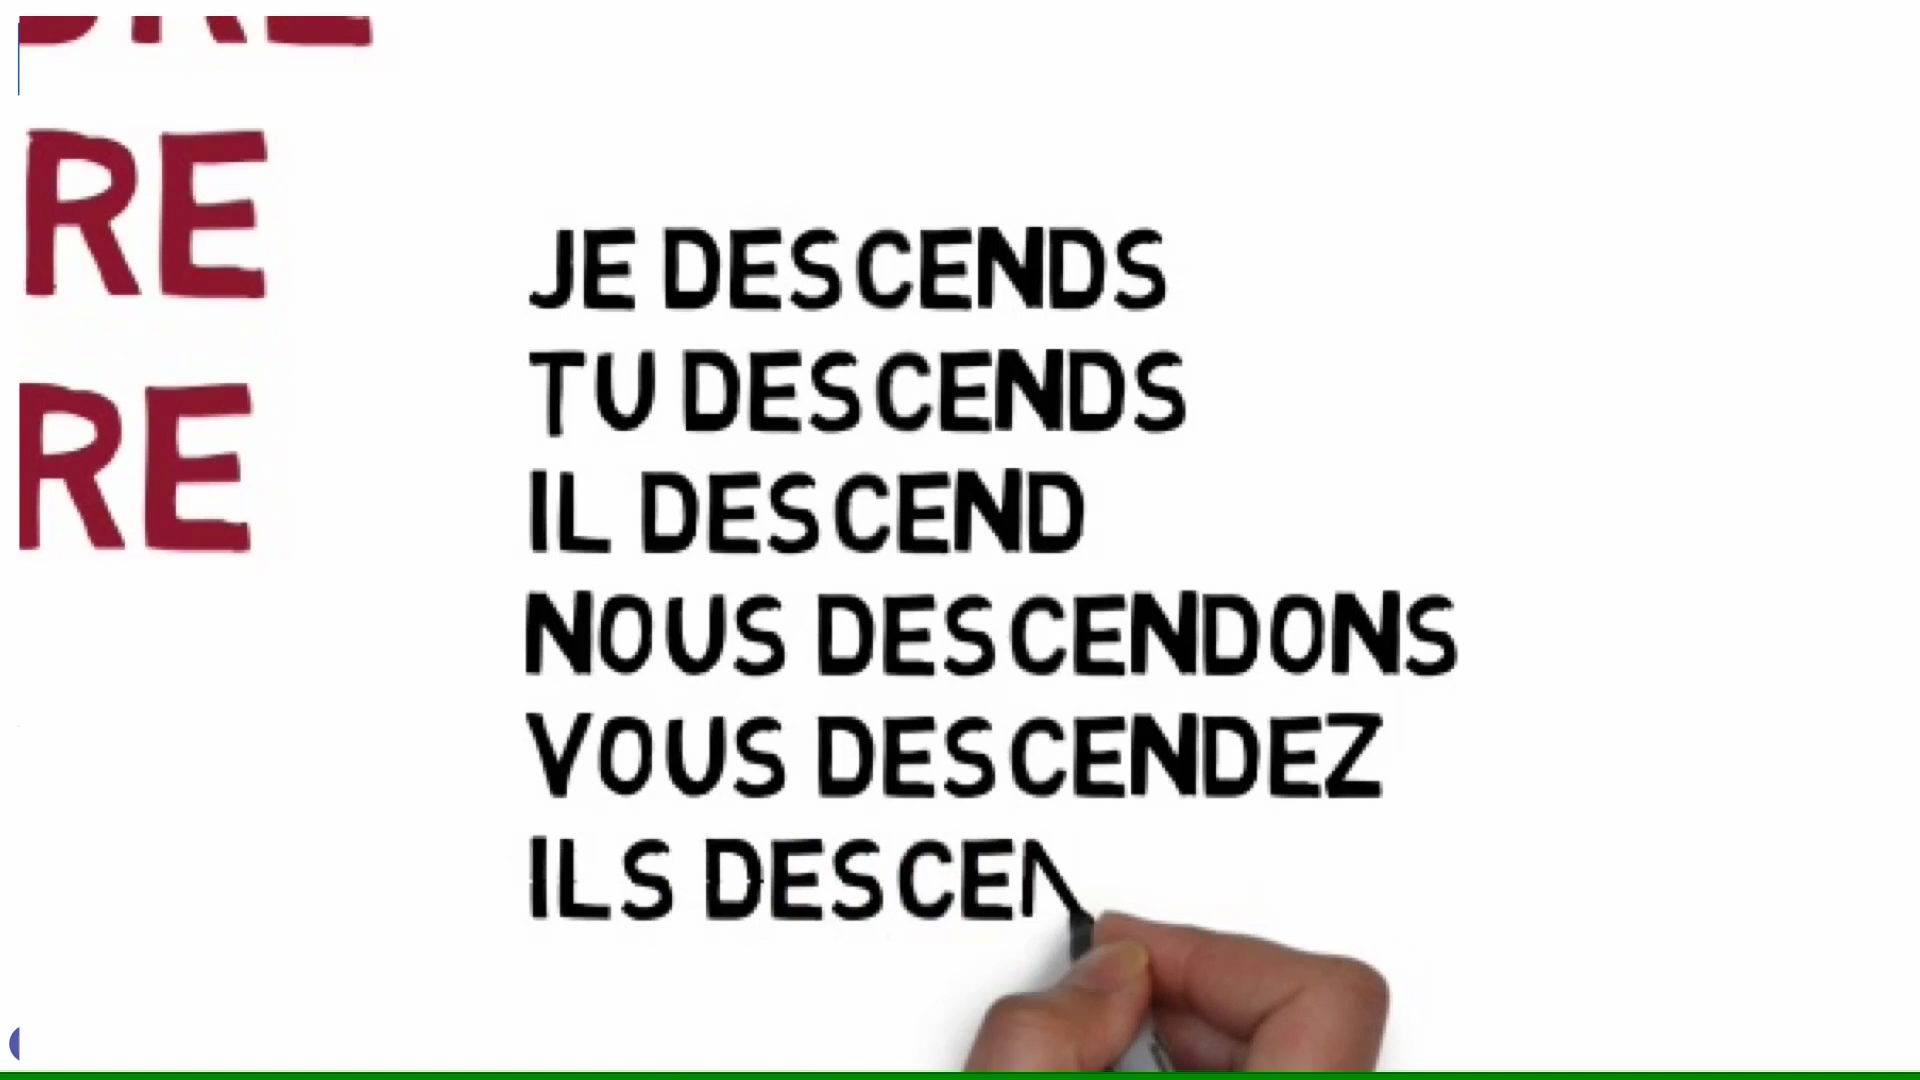 RE
RE
JE DESCENDS
TU DESCENDS
IL DESCEND
NOUS DESCENDONS
VOUS DESCENDEZ
ILS DESCEN